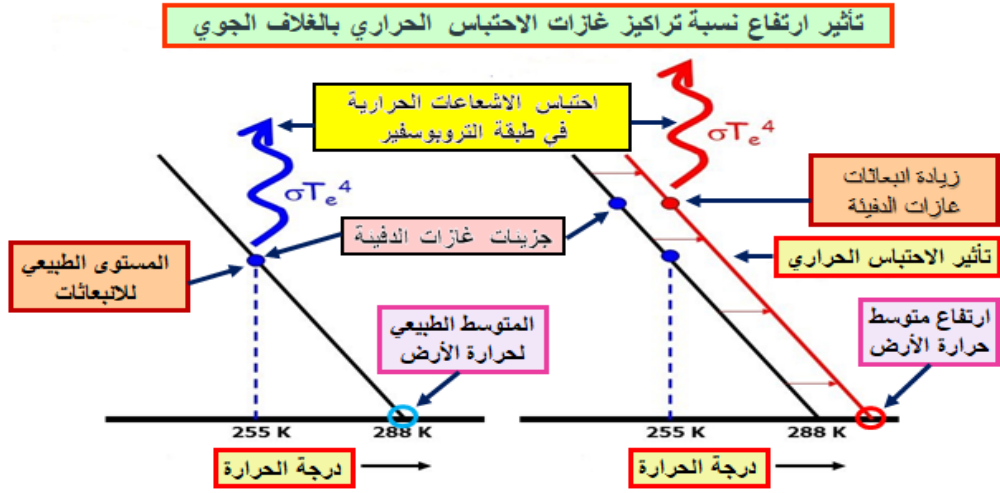 تأثير ارتفاع نسبة تراكيز غازات الاحتباس الحراري بالغلاف الجوي
احتباس الاشعاعات الحرارية
في طبقة التروبوسفير
σTₑ⁴
σTₑ⁴
زيادة انبعاثات
غازات الدفيئة
جزيئات غازات الدفيئة
المستوى الطبيعي
للانبعاثات
تأثير الاحتباس الحراري
المتوسط الطبيعي
لحرارة الأرض
ارتفاع متوسط
حرارة الأرض
255 K
288 K
255 K
288 K
درجة الحرارة
درجة الحرارة